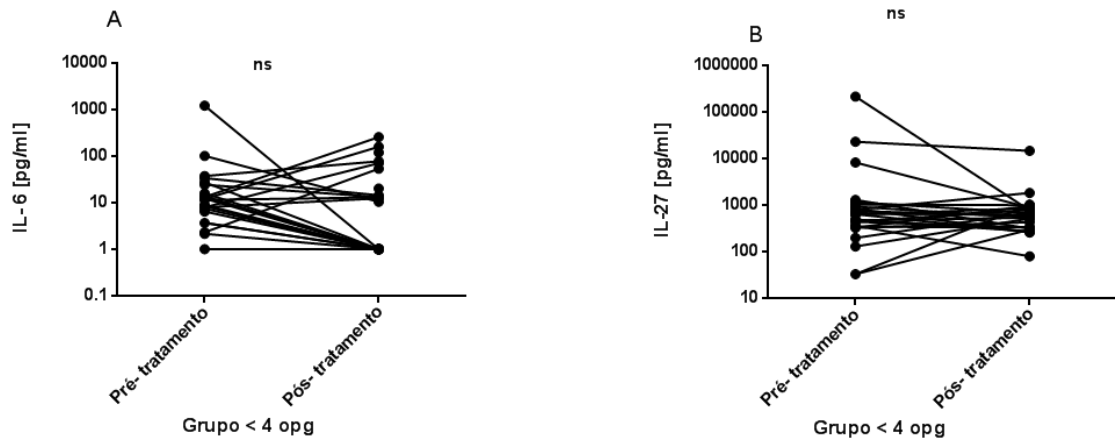 A
ns
10000
1000
100
10
1
0.1
IL- 6 [pg/ml]
Pré- tratamento
Pós- tratamento
Grupo < 4 opg
ns
B
1000000
100000
10000
1000
100
10
IL-27 [pg/ml]
Pré- tratamento
Pós- tratamento
Grupo < 4 opg